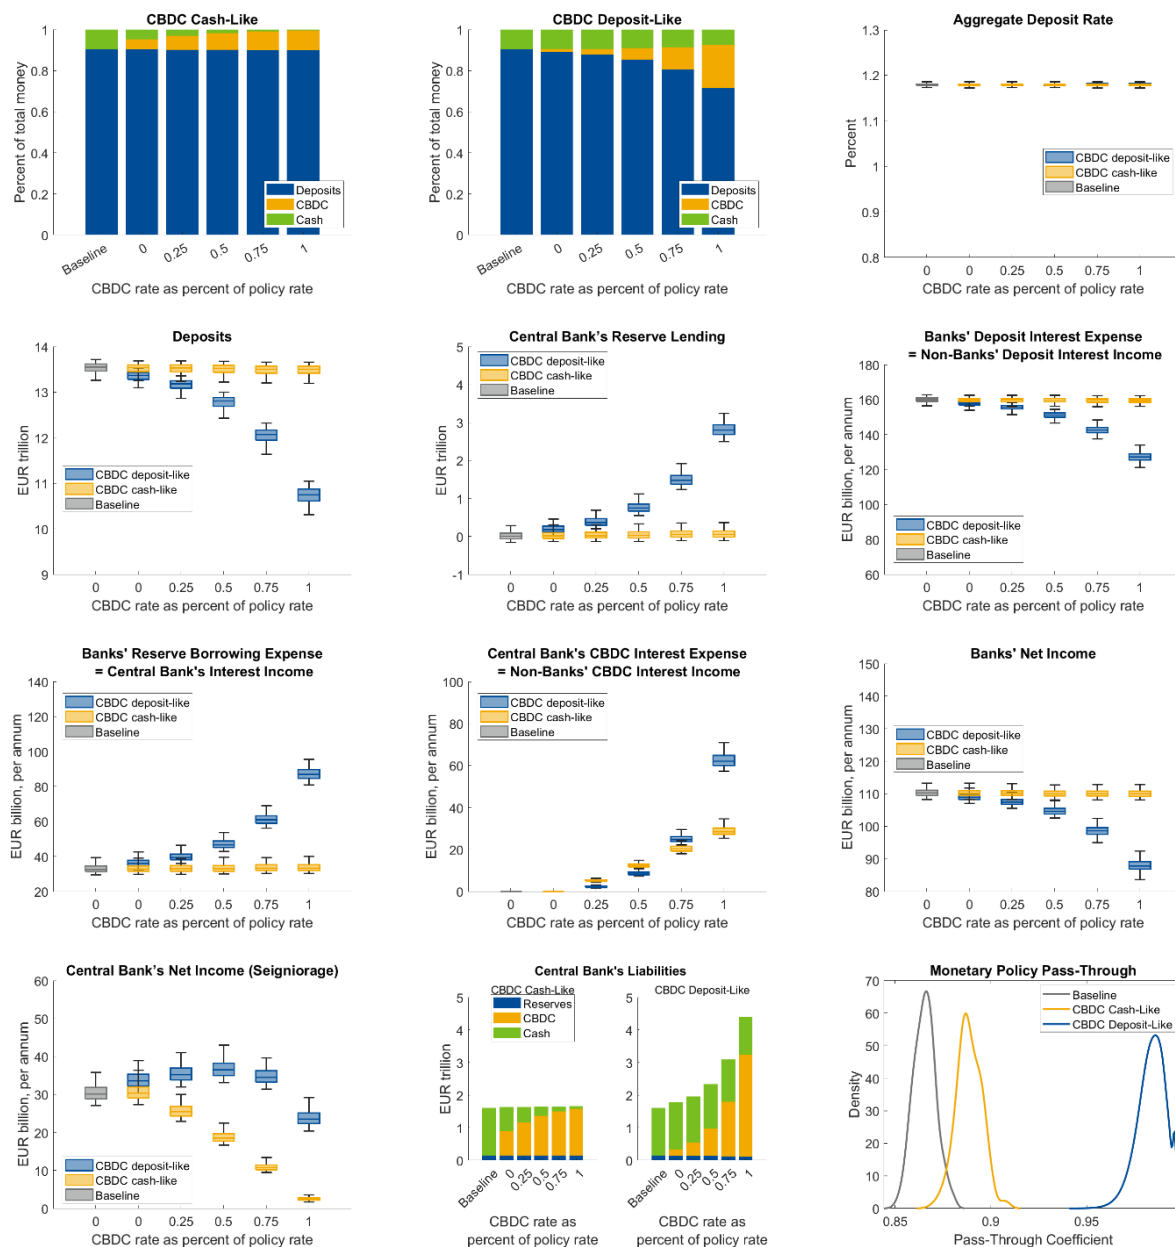 CBDC Cash-Like
Percent of total money
1
0.8
0.6
0.4
0.2
0
Deposits
CBDC
Cash
Baseline
0
0.25
0.5
0.75
1
CBDC rate as percent of policy rate
CBDC Deposit-Like
Percent of total money
1
0.8
0.6
0.4
0.2
0
Deposits
CBDC
Cash
Baseline
0
0.25
0.5
0.75
1
CBDC rate as percent of policy rate
Aggregate Deposit Rate
Percent
1.3
1.2
1.1
1
0.9
0.8
CBDC deposit-like
CBDC cash-like
Baseline
0 0 0.25 0.5 0.75 1
CBDC rate as percent of policy rate
Deposits
EUR trillion
14
13
12
11
10
9
CBDC deposit-like
CBDC cash-like
Baseline
0 0 0.25 0.5 0.75 1
CBDC rate as percent of policy rate
Central Bank's Reserve Lending
EUR trillion
5
4
3
2
1
0
-1
CBDC deposit-like
CBDC cash-like
Baseline
0 0 0.25 0.5 0.75 1
CBDC rate as percent of policy rate
Banks' Deposit Interest Expense
= Non-Banks' Deposit Interest Income
EUR billion, per annum
180
160
140
120
100
80
60
CBDC deposit-like
CBDC cash-like
Baseline
0 0 0.25 0.5 0.75 1
CBDC rate as percent of policy rate
Banks' Reserve Borrowing Expense
= Central Bank's Interest Income
EUR billion, per annum
140
120
100
80
60
40
20
CBDC deposit-like
CBDC cash-like
Baseline
0 0 0.25 0.5 0.75 1
CBDC rate as percent of policy rate
Central Bank's CBDC Interest Expense
= Non-Banks' CBDC Interest Income
EUR billion, per annum
100
80
60
40
20
0
CBDC deposit-like
CBDC cash-like
Baseline
0 0 0.25 0.5 0.75 1
CBDC rate as percent of policy rate
Banks' Net Income
EUR billion, per annum
150
140
130
120
110
100
90
80
CBDC deposit-like
CBDC cash-like
Baseline
0 0 0.25 0.5 0.75 1
CBDC rate as percent of policy rate
Central Bank's Net Income (Seigniorage)
EUR billion, per annum
60
50
40
30
20
10
0
CBDC deposit-like
CBDC cash-like
Baseline
0 0 0.25 0.5 0.75 1
CBDC rate as percent of policy rate
Central Bank's Liabilities
CBDC Cash-Like
EUR trillion
5
4
3
2
1
0
Reserves
CBDC
Cash
Baseline
0
0.25
0.5
0.75
1
CBDC rate as
percent of policy rate
CBDC Deposit-Like
5
4
3
2
1
0
Baseline
0
0.25
0.5
0.75
1
CBDC rate as
percent of policy rate
Monetary Policy Pass-Through
Density
70
60
50
40
30
20
10
0
Baseline
CBDC Cash-Like
CBDC Deposit-Like
0.85 0.9 0.95
Pass-Through Coefficient